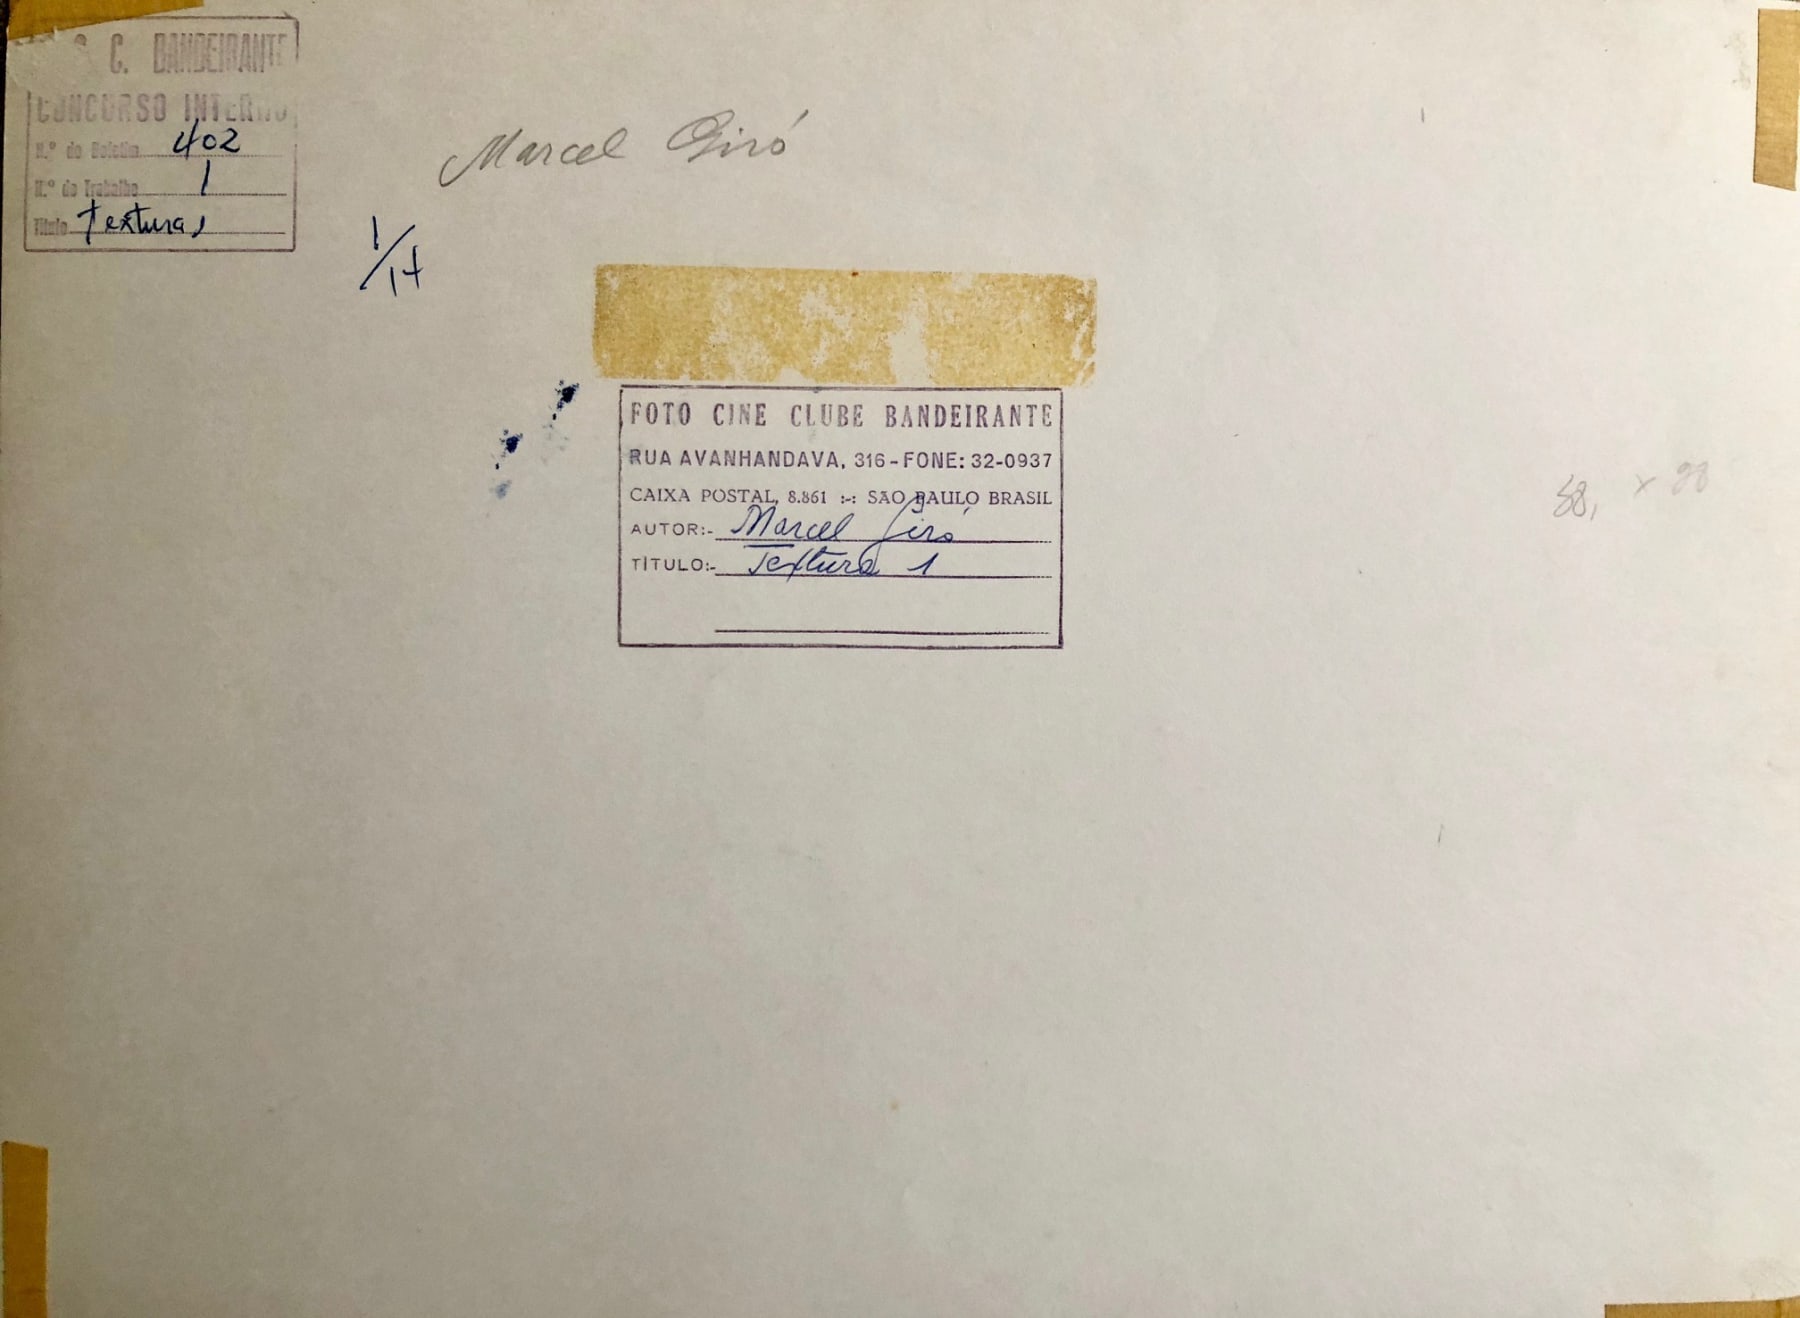 C. BANDEIRANTE
CONCURSO INTERNO
N.º do Boletim 402
N.º do Trabalho 1
Título Textura 1
Marcel Giró
1/17
FOTO CINE CLUBE BANDEIRANTE
RUA AVANHANDAVA, 316 - FONE: 32-0937
CAIXA POSTAL, 8.861 :-: SÃO PAULO BRASIL
AUTOR:- Marcel Giró
TÍTULO:- Textura 1